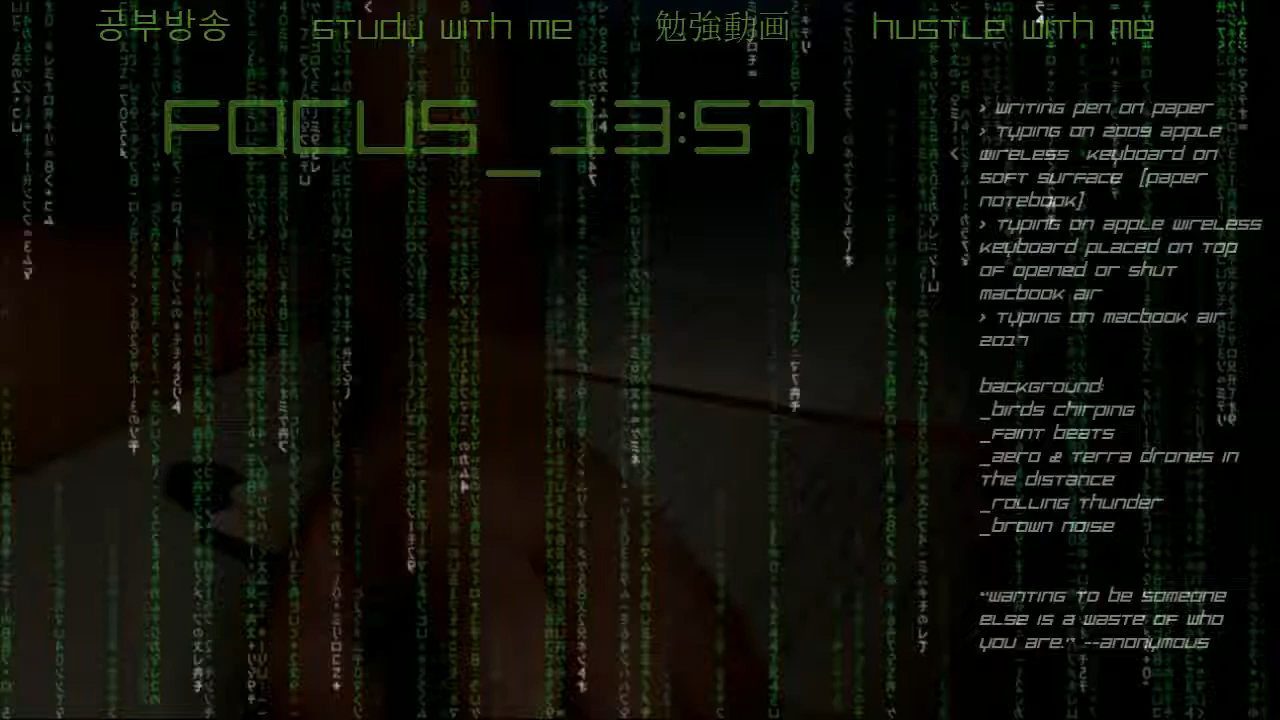 공부방송 study with me 勉強動画 hustle with me
FOCUS_13:57
> writing pen on paper
> typing on 2009 apple
wireless keyboard on
soft surface [paper
notebook]
> typing on apple wireless
keyboard placed on top
of opened or shut
macbook air
> typing on macbook air
2017
background:
_birds chirping
_faint beats
_aero & terra drones in
the distance
_rolling thunder
_brown noise
"wanting to be someone
else is a waste of who
you are." --anonymous